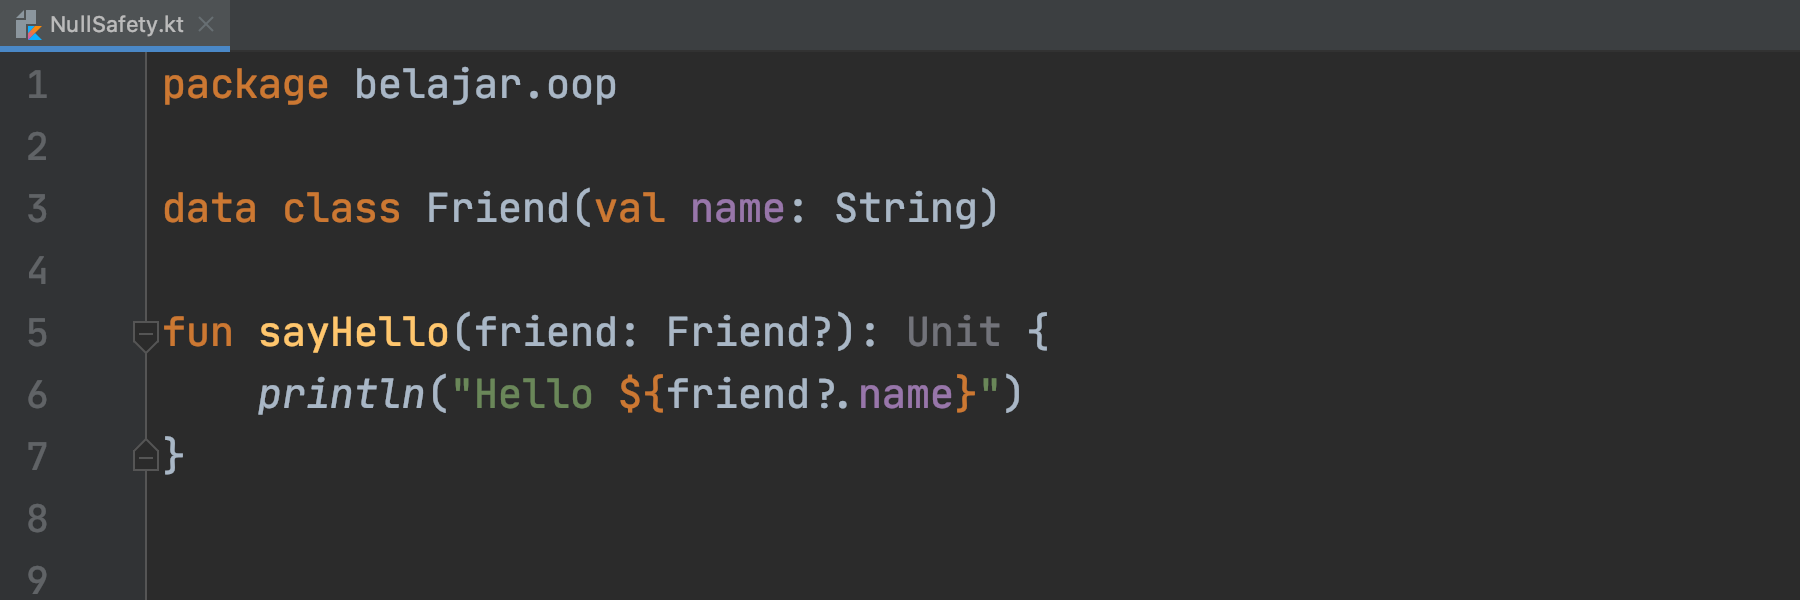 NullSafety.kt
1 package belajar.oop
2
3 data class Friend(val name: String)
4
5 fun sayHello(friend: Friend?): Unit {
6     println("Hello ${friend?.name}")
7 }
8
9